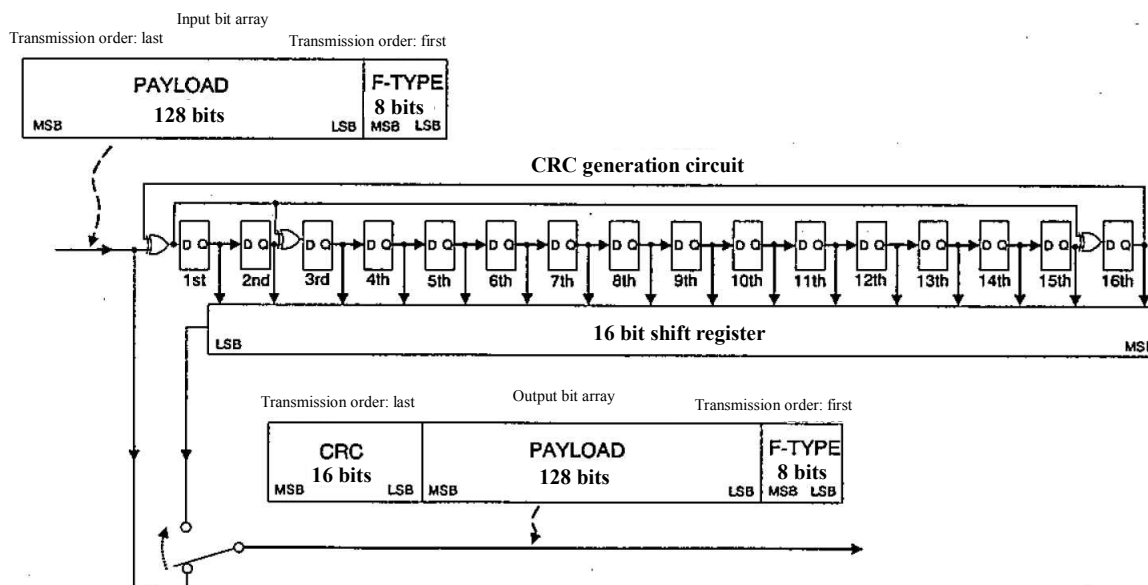 Input bit array
Transmission order: last
Transmission order: first
PAYLOAD
128 bits
MSB
LSB
F-TYPE
8 bits
MSB LSB
CRC generation circuit
D Q D Q D Q D Q D Q D Q D Q D Q D Q D Q D Q D Q D Q D Q D Q D Q
1st 2nd 3rd 4th 5th 6th 7th 8th 9th 10th 11th 12th 13th 14th 15th 16th
16 bit shift register
LSB
MSB
Transmission order: last
Output bit array
Transmission order: first
CRC
16 bits
MSB
LSB
PAYLOAD
128 bits
MSB
LSB
F-TYPE
8 bits
MSB LSB